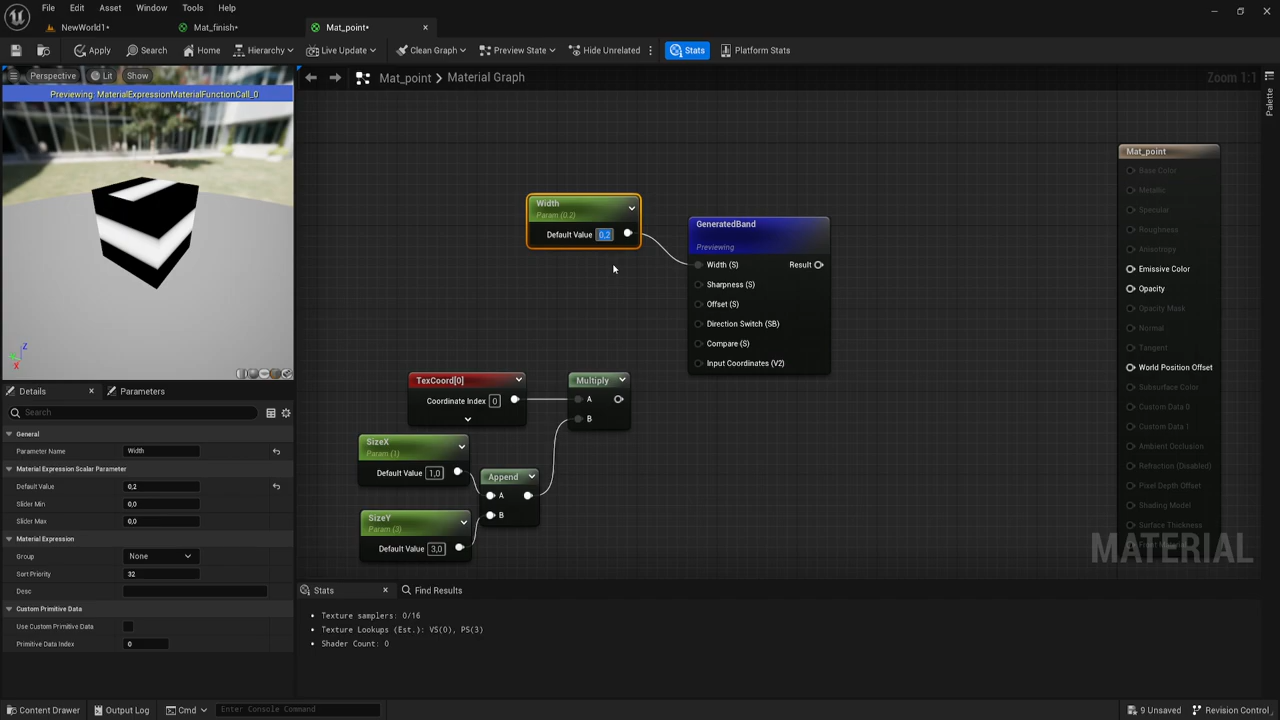 File Edit Asset Window Tools Help
NewWorld1* Mat_finish* Mat_point*
Apply Search Home Hierarchy Live Update Clean Graph Preview State Hide Unrelated Stats Platform Stats
Perspective Lit Show
Previewing: MaterialExpressionMaterialFunctionCall_0
Mat_point > Material Graph
Zoom 1:1
Palette
Mat_point
Base Color
Metallic
Specular
Roughness
Anisotropy
Emissive Color
Opacity
Opacity Mask
Normal
Tangent
World Position Offset
Subsurface Color
Custom Data 0
Custom Data 1
Ambient Occlusion
Refraction (Disabled)
Pixel Depth Offset
Shading Model
Surface Thickness
MATERIAL
Width
Param (0.2)
Default Value 0,2
GeneratedBand
Previewing
Width (S) Result
Sharpness (S)
Offset (S)
Direction Switch (SB)
Compare (S)
Input Coordinates (V2)
TexCoord[0]
Coordinate Index 0
Multiply
A
B
SizeX
Param (1)
Default Value 1,0
Append
A
B
SizeY
Param (3)
Default Value 3,0
Z
X
Details Parameters
Search
General
Parameter Name Width
Material Expression Scalar Parameter
Default Value 0,2
Slider Min 0,0
Slider Max 0,0
Material Expression
Group None
Sort Priority 32
Desc
Custom Primitive Data
Use Custom Primitive Data
Primitive Data Index 0
Stats Find Results
Texture samplers: 0/16
Texture Lookups (Est.): VS(0), PS(3)
Shader Count: 0
Content Drawer Output Log Cmd Enter Console Command 9 Unsaved Revision Control